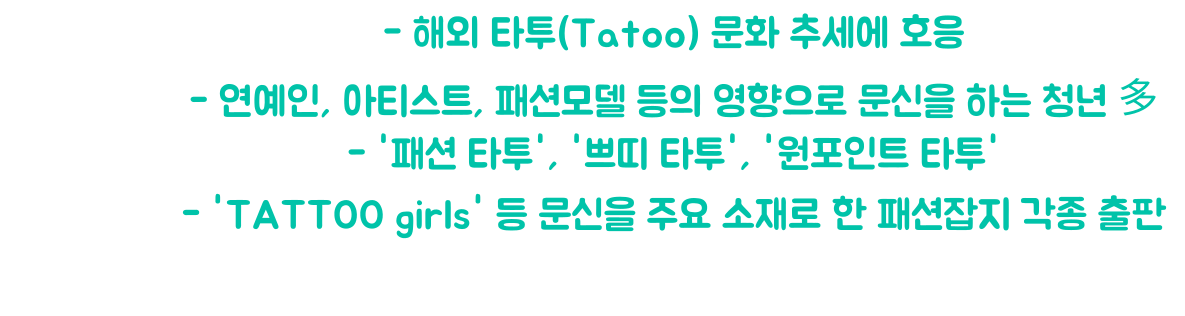 - 해외 타투(Tatoo) 문화 추세에 호응
- 연예인, 아티스트, 패션모델 등의 영향으로 문신을 하는 청년 多
- '패션 타투', '쁘띠 타투', '원포인트 타투'
- 'TATTOO girls' 등 문신을 주요 소재로 한 패션잡지 각종 출판